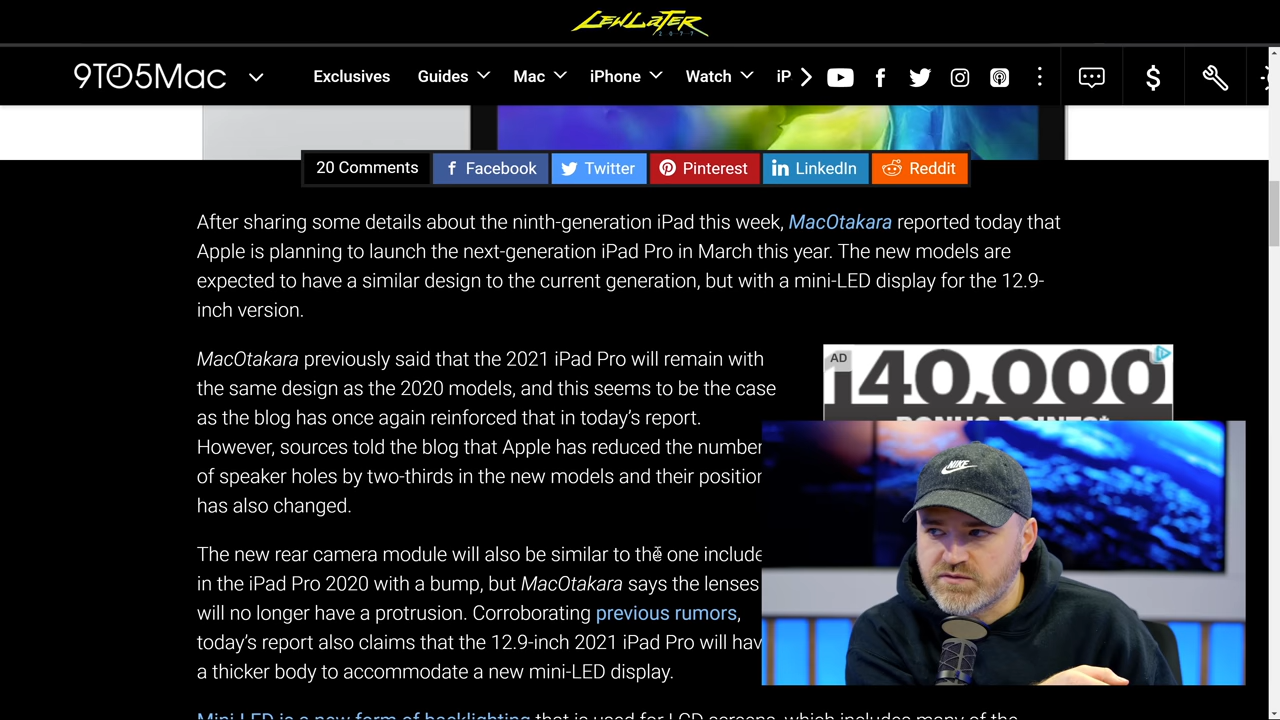 LEWLATER
2077
9TO5Mac
Exclusives Guides Mac iPhone Watch iP
20 Comments Facebook Twitter Pinterest LinkedIn Reddit
After sharing some details about the ninth-generation iPad this week, MacOtakara reported today that
Apple is planning to launch the next-generation iPad Pro in March this year. The new models are
expected to have a similar design to the current generation, but with a mini-LED display for the 12.9-
inch version.
MacOtakara previously said that the 2021 iPad Pro will remain with
the same design as the 2020 models, and this seems to be the case
as the blog has once again reinforced that in today's report.
However, sources told the blog that Apple has reduced the number
of speaker holes by two-thirds in the new models and their position
has also changed.
The new rear camera module will also be similar to the one include
in the iPad Pro 2020 with a bump, but MacOtakara says the lenses
will no longer have a protrusion. Corroborating previous rumors,
today's report also claims that the 12.9-inch 2021 iPad Pro will hav
a thicker body to accommodate a new mini-LED display.
Mini-LED is a new form of backlighting that is used for LCD screens, which includes many of the
AD
140,000
BONUS POINTS*
NIKE